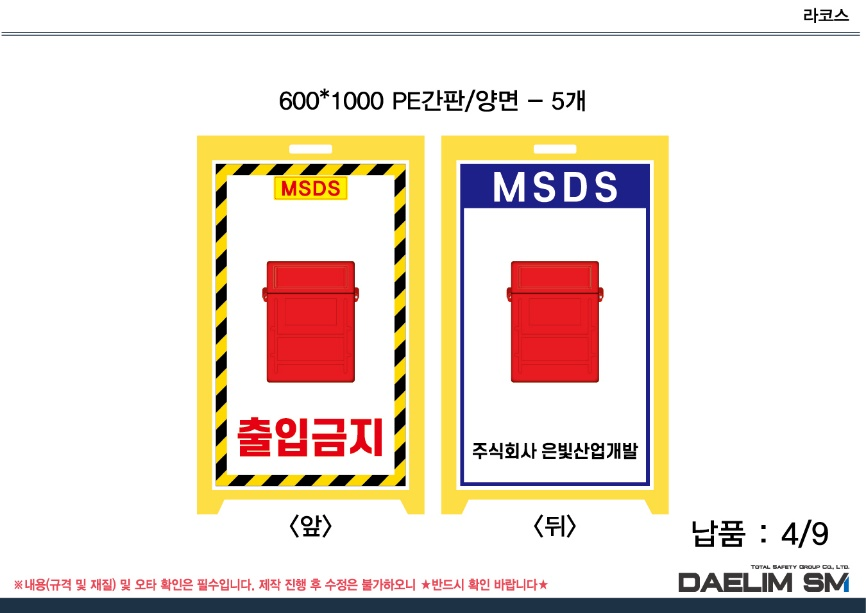 라코스
600*1000 PE간판/양면 - 5개
MSDS
출입금지
MSDS
주식회사 은빛산업개발
<앞>
<뒤>
납품 : 4/9
※내용(규격 및 재질) 및 오타 확인은 필수입니다. 제작 진행 후 수정은 불가하오니 ★반드시 확인 바랍니다★
TOTAL SAFETY GROUP CO., LTD.
DAELIM SM